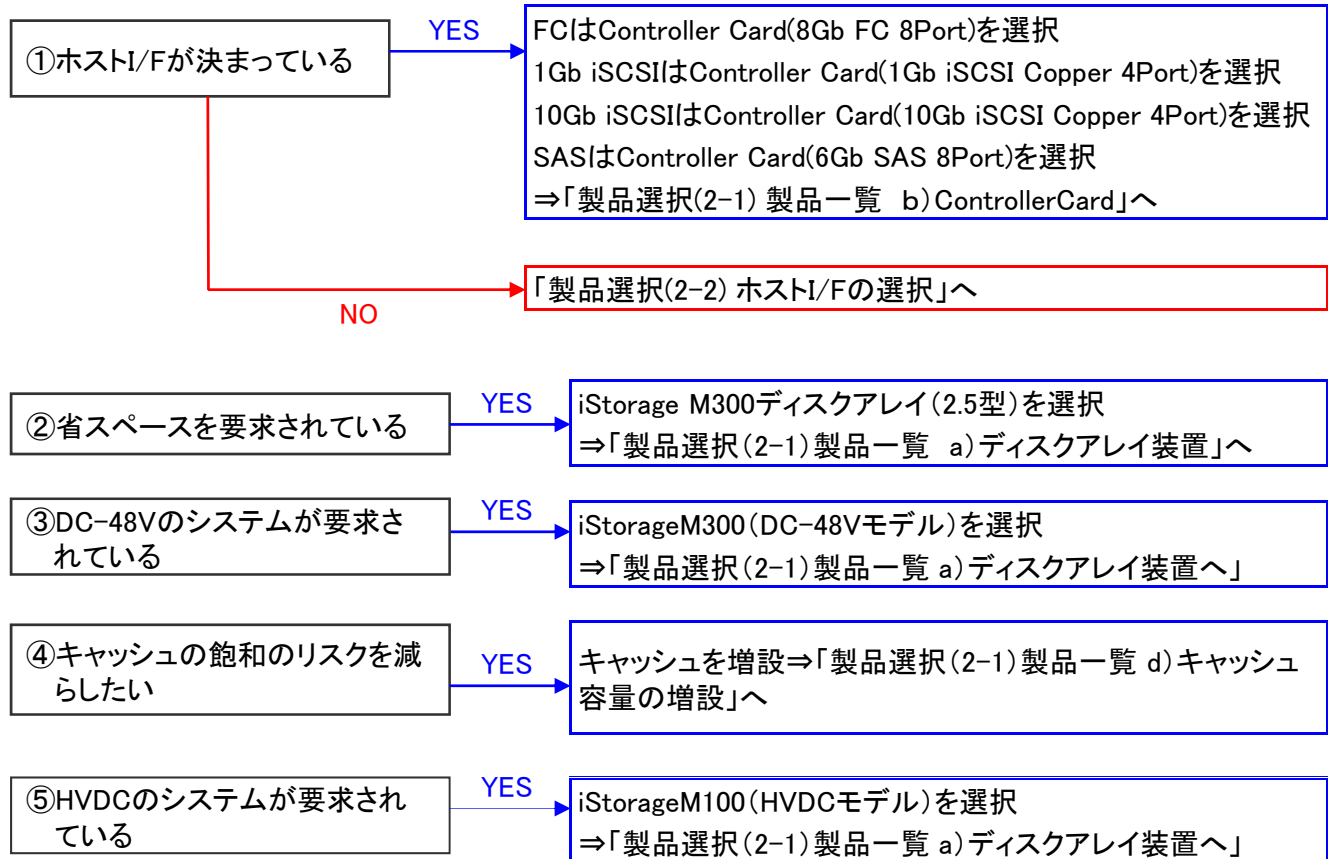 ①ホストI/Fが決まっている
YES
FCはController Card(8Gb FC 8Port)を選択
1Gb iSCSIはController Card(1Gb iSCSI Copper 4Port)を選択
10Gb iSCSIはController Card(10Gb iSCSI Copper 4Port)を選択
SASはController Card(6Gb SAS 8Port)を選択
⇒「製品選択(2-1) 製品一覧　b)ControllerCard」へ
NO
「製品選択(2-2) ホストI/Fの選択」へ
②省スペースを要求されている
YES
iStorage M300ディスクアレイ(2.5型)を選択
⇒「製品選択(2-1)製品一覧　a)ディスクアレイ装置」へ
③DC-48Vのシステムが要求さ
れている
YES
iStorageM300(DC-48Vモデル)を選択
⇒「製品選択(2-1)製品一覧 a)ディスクアレイ装置へ」
④キャッシュの飽和のリスクを減
らしたい
YES
キャッシュを増設⇒「製品選択(2-1)製品一覧 d)キャッシュ
容量の増設」へ
⑤HVDCのシステムが要求され
ている
YES
iStorageM100(HVDCモデル)を選択
⇒「製品選択(2-1)製品一覧 a)ディスクアレイ装置へ」